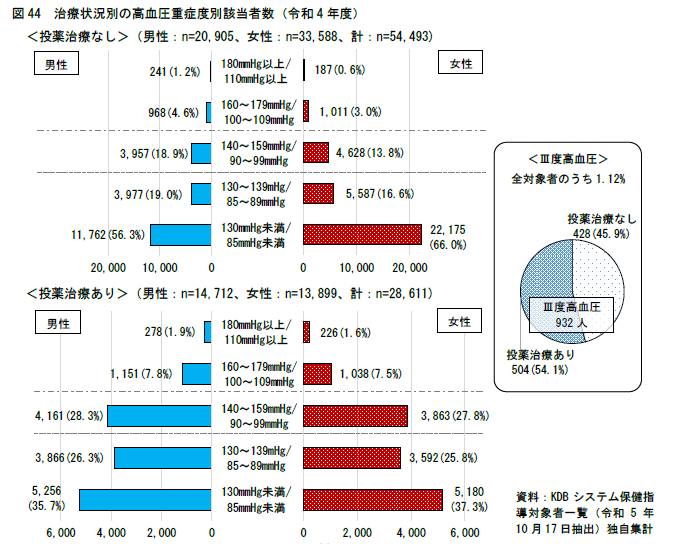 図44 治療状況別の高血圧重症度別該当者数（令和４年度）
＜投薬治療なし＞（男性：n=20,905、女性：n=33,588、計：n=54,493）
男性
女性
241(1.2%)
180mmHg以上/
110mmHg以上
187(0.6%)
968(4.6%)
160～179mmHg/
100～109mmHg
1,011(3.0%)
3,957(18.9%)
140～159mmHg/
90～99mmHg
4,628(13.8%)
3,977(19.0%)
130～139mmHg/
85～89mmHg
5,587(16.6%)
11,762(56.3%)
130mmHg未満/
85mmHg未満
22,175
(66.0%)
20,000 10,000 0 0 10,000 20,000
＜投薬治療あり＞（男性：n=14,712、女性：n=13,899、計：n=28,611）
男性
女性
278(1.9%)
180mmHg以上/
110mmHg以上
226(1.6%)
1,151(7.8%)
160～179mmHg/
100～109mmHg
1,038(7.5%)
4,161(28.3%)
140～159mmHg/
90～99mmHg
3,863(27.8%)
3,866(26.3%)
130～139mmHg/
85～89mmHg
3,592(25.8%)
5,256
(35.7%)
130mmHg未満/
85mmHg未満
5,180
(37.3%)
6,000 4,000 2,000 0 0 2,000 4,000 6,000
＜Ⅲ度高血圧＞
全対象者のうち1.12%
投薬治療なし
428(45.9%)
Ⅲ度高血圧
932人
投薬治療あり
504(54.1%)
資料：KDBシステム保健指
導対象者一覧（令和5年
10月17日抽出）独自集計